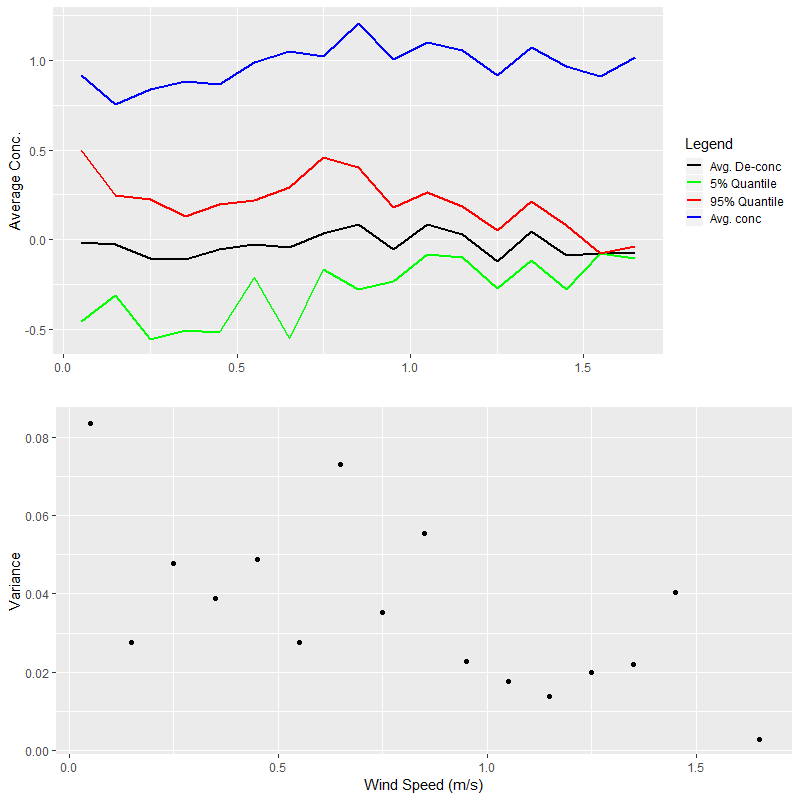 1.0
0.5
0.0
-0.5
Average Conc.
0.0 0.5 1.0 1.5
Legend
Avg. De-conc
5% Quantile
95% Quantile
Avg. conc
0.08
0.06
0.04
0.02
0.00
Variance
0.0 0.5 1.0 1.5
Wind Speed (m/s)